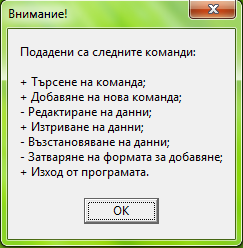 Внимание!
Подадени са следните команди:
+ Търсене на команда;
+ Добавяне на нова команда;
- Редактиране на данни;
+ Изтриване на данни;
- Възстановяване на данни;
- Затваряне на формата за добавяне;
+ Изход от програмата.
OK